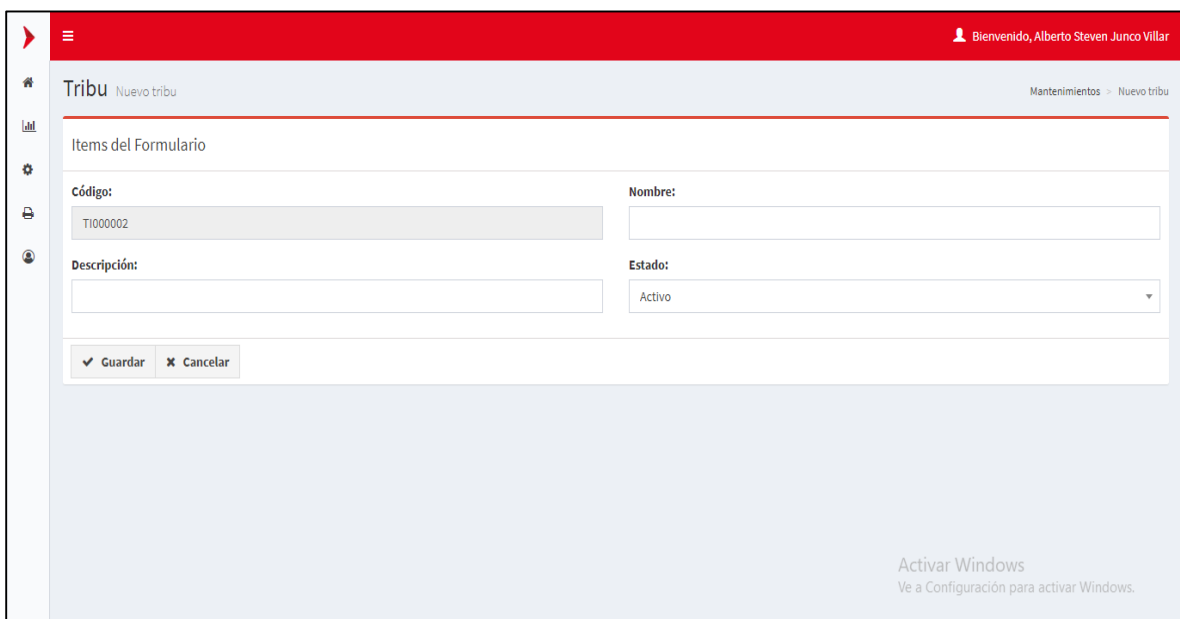 Bienvenido, Alberto Steven Junco Villar
Tribu Nuevo tribu
Mantenimientos > Nuevo tribu
Items del Formulario
Código:
Nombre:
TI000002
Descripción:
Estado:
Activo
Guardar
Cancelar
Activar Windows
Ve a Configuración para activar Windows.